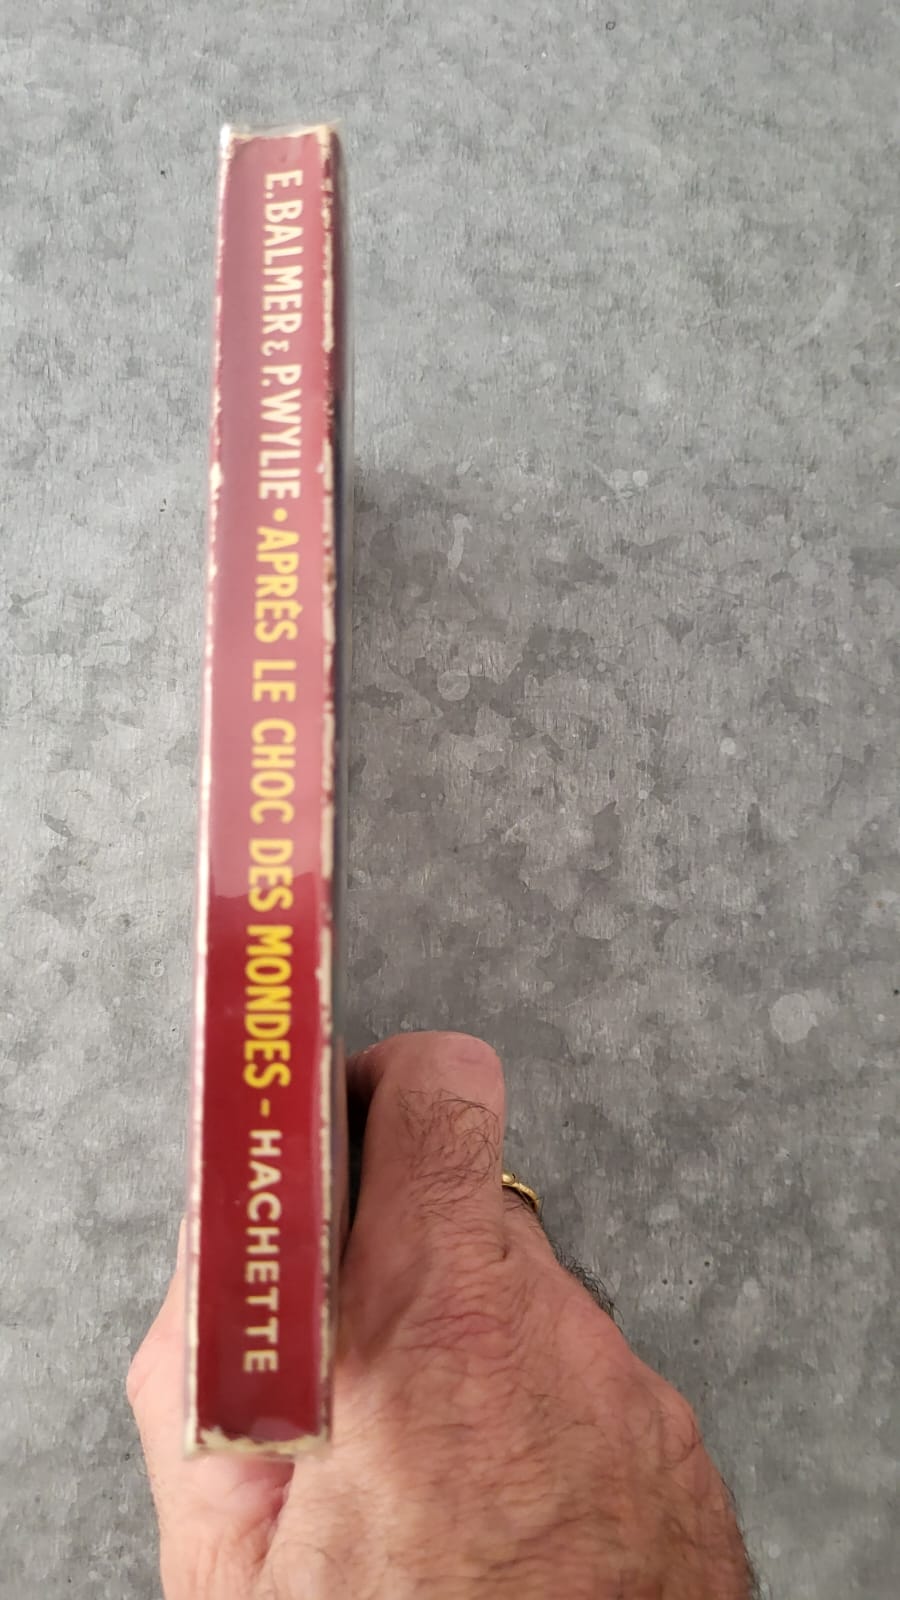 E. BALMER & P. WYLIE • APRÈS LE CHOC DES MONDES - HACHETTE